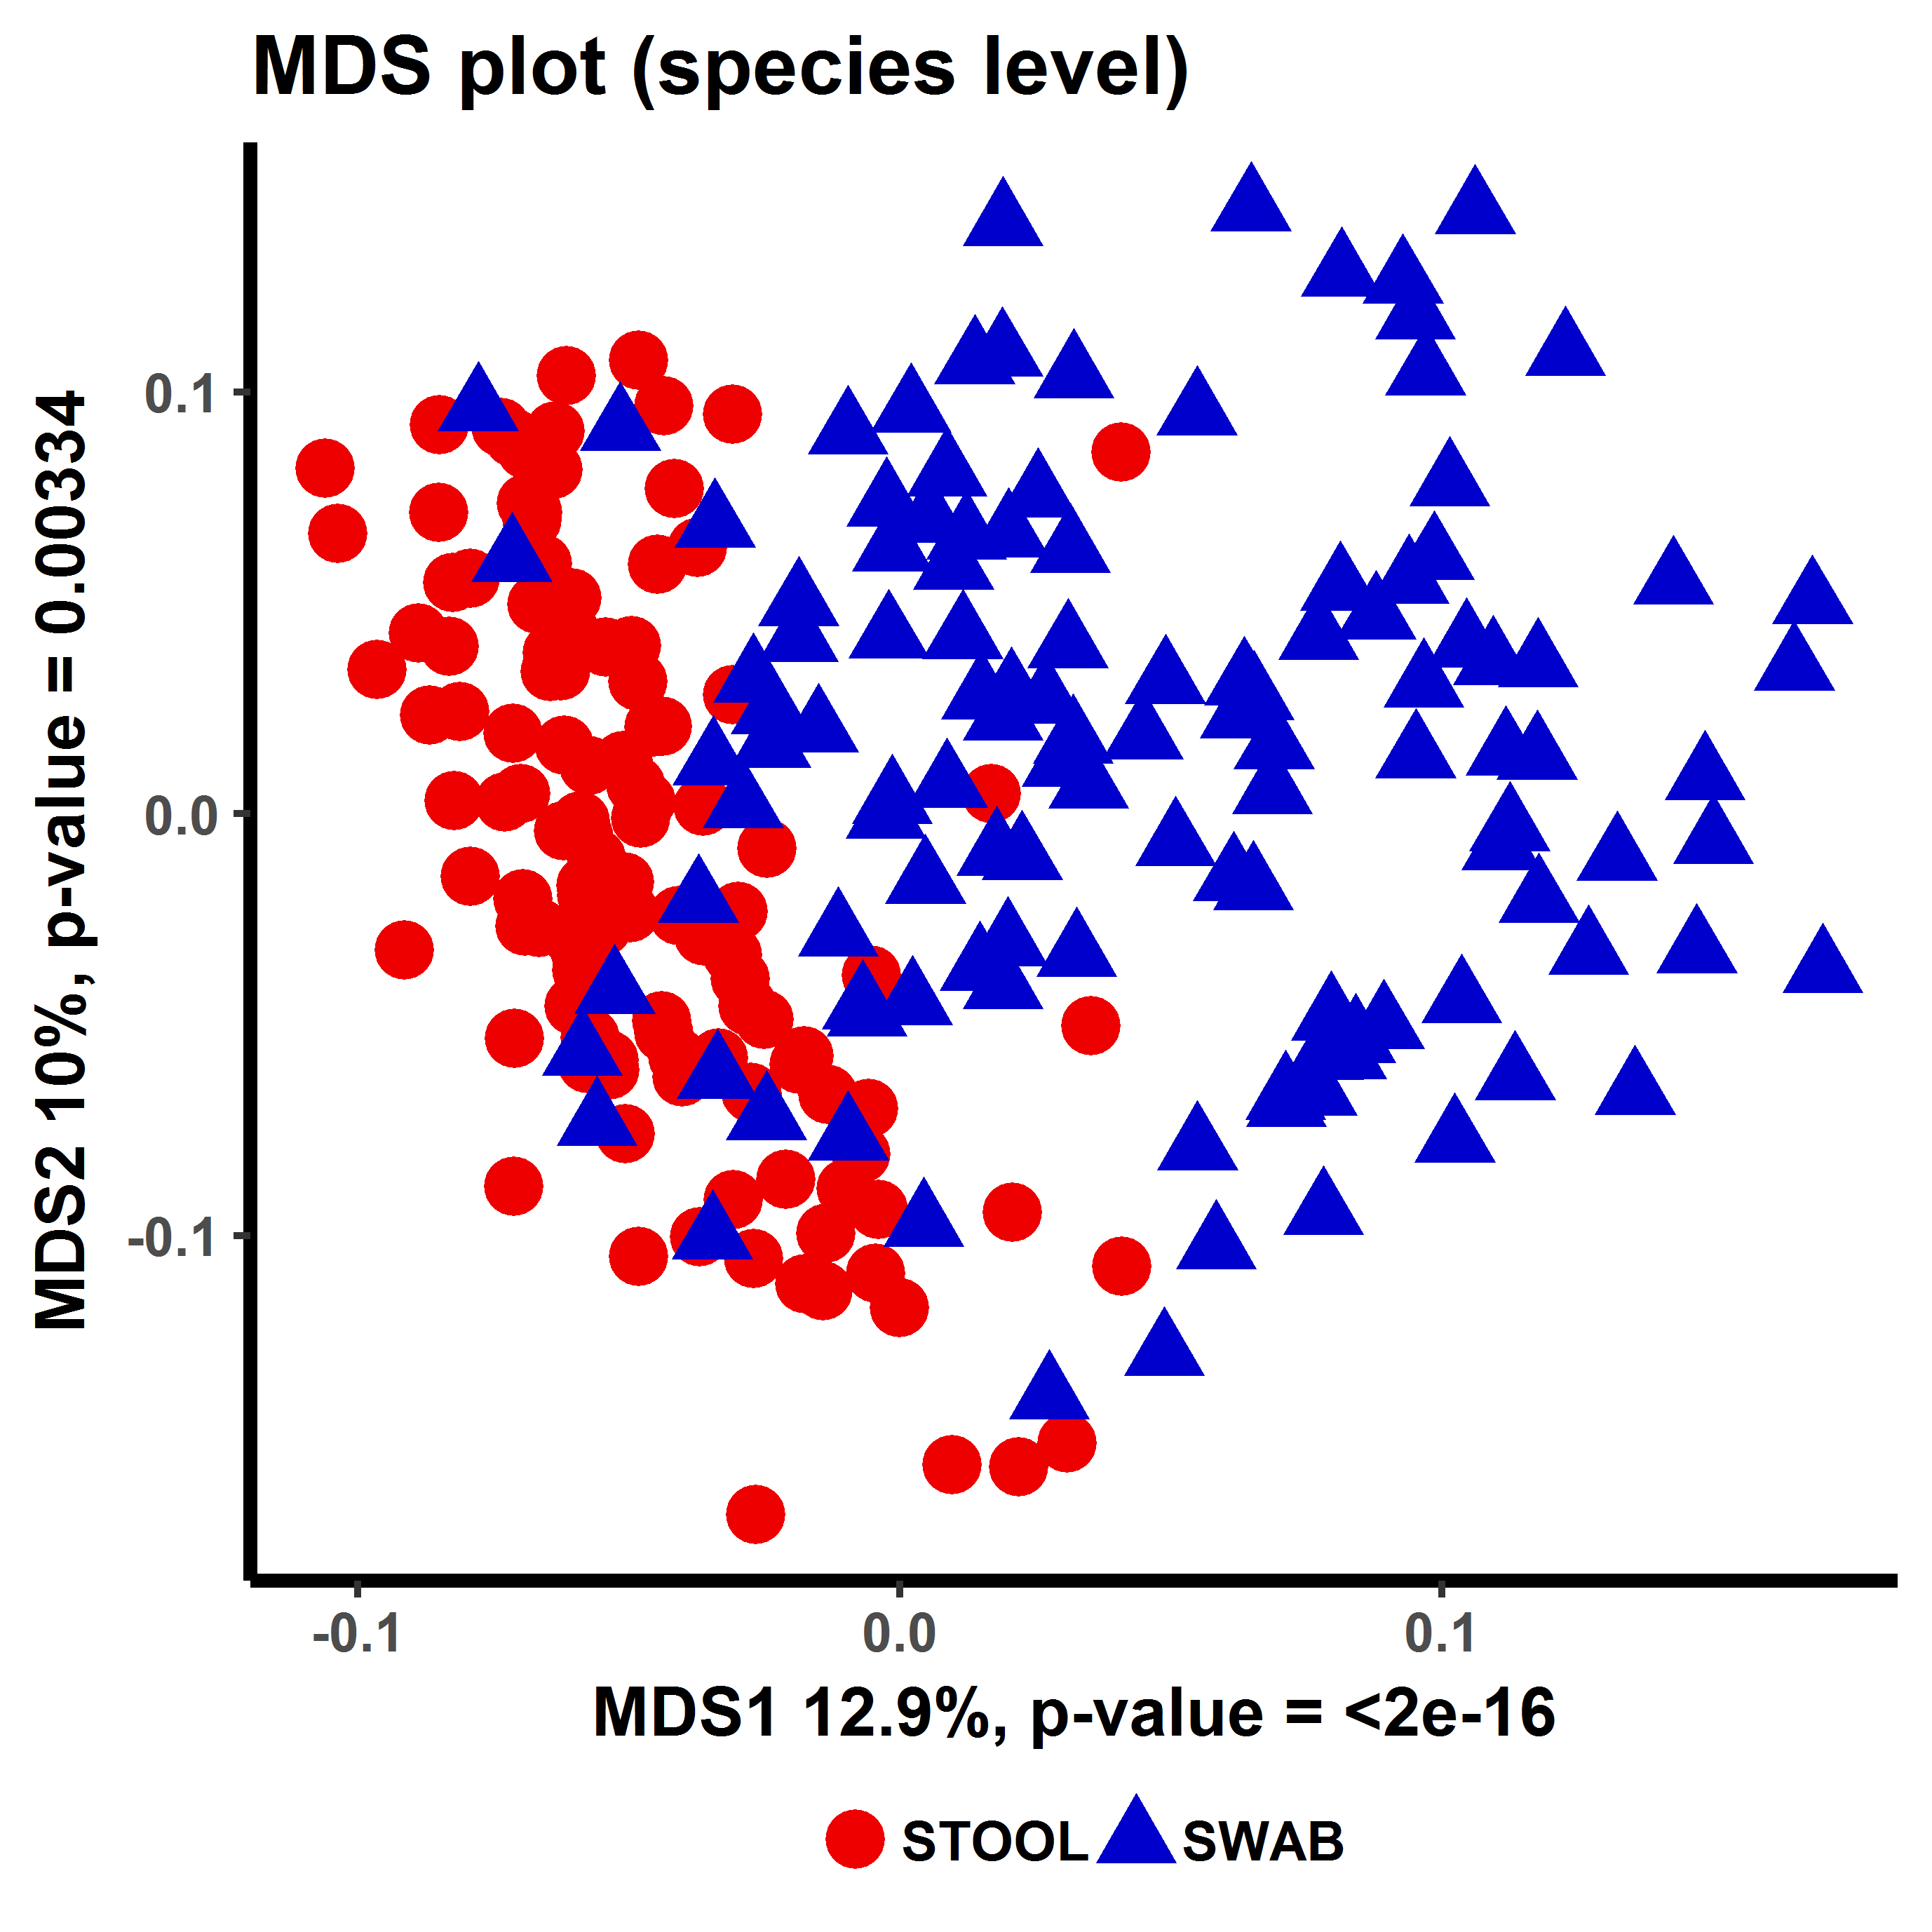 MDS plot (species level)
MDS2 10%, p-value = 0.00334
0.1
0.0
-0.1
-0.1 0.0 0.1
MDS1 12.9%, p-value = <2e-16
STOOL SWAB